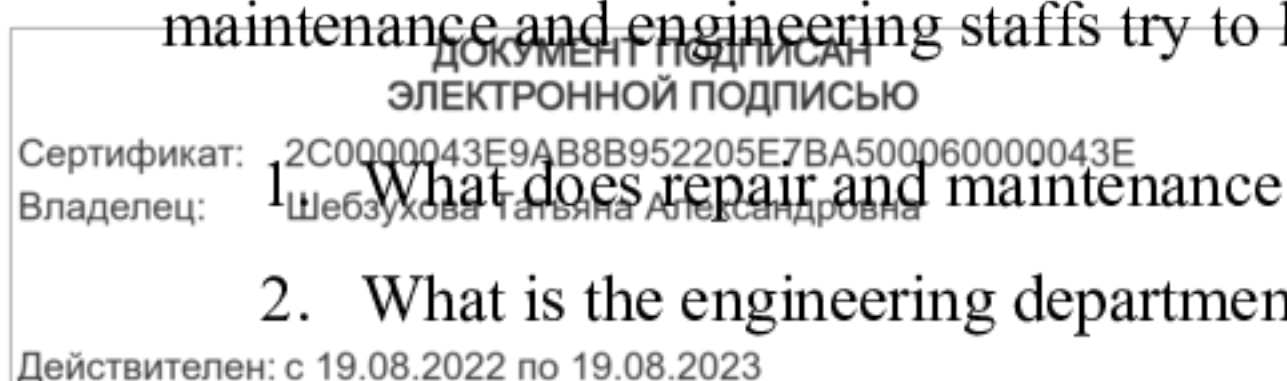 maintenance and engineering staffs try to
ДОКУМЕНТ ПОДПИСАН
ЭЛЕКТРОННОЙ ПОДПИСЬЮ
Сертификат: 2C0000043E9AB8B952205E7BA500060000043E
1. What does repair and maintenance
Владелец: Шебзухова Татьяна Александровна
2. What is the engineering departmen
Действителен: с 19.08.2022 по 19.08.2023